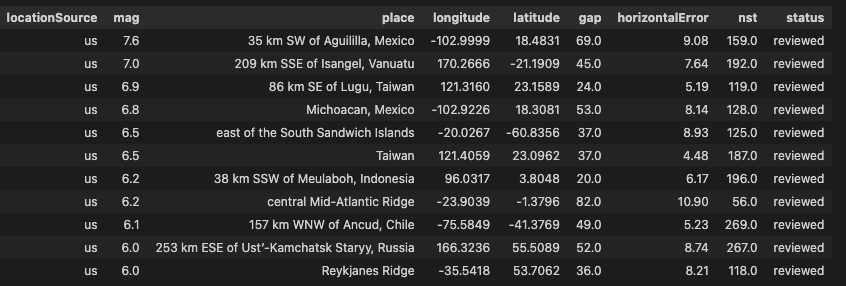 locationSource mag place longitude latitude gap horizontalError nst status
us 7.6 35 km SW of Aguililla, Mexico -102.9999 18.4831 69.0 9.08 159.0 reviewed
us 7.0 209 km SSE of Isangel, Vanuatu 170.2666 -21.1909 45.0 7.64 192.0 reviewed
us 6.9 86 km SE of Lugu, Taiwan 121.3160 23.1589 24.0 5.19 119.0 reviewed
us 6.8 Michoacan, Mexico -102.9226 18.3081 53.0 8.14 128.0 reviewed
us 6.5 east of the South Sandwich Islands -20.0267 -60.8356 37.0 8.93 125.0 reviewed
us 6.5 Taiwan 121.4059 23.0962 37.0 4.48 187.0 reviewed
us 6.2 38 km SSW of Meulaboh, Indonesia 96.0317 3.8048 20.0 6.17 196.0 reviewed
us 6.2 central Mid-Atlantic Ridge -23.9039 -1.3796 82.0 10.90 56.0 reviewed
us 6.1 157 km WNW of Ancud, Chile -75.5849 -41.3769 49.0 5.23 269.0 reviewed
us 6.0 253 km ESE of Ust’-Kamchatsk Staryy, Russia 166.3236 55.5089 52.0 8.74 267.0 reviewed
us 6.0 Reykjanes Ridge -35.5418 53.7062 36.0 8.21 118.0 reviewed